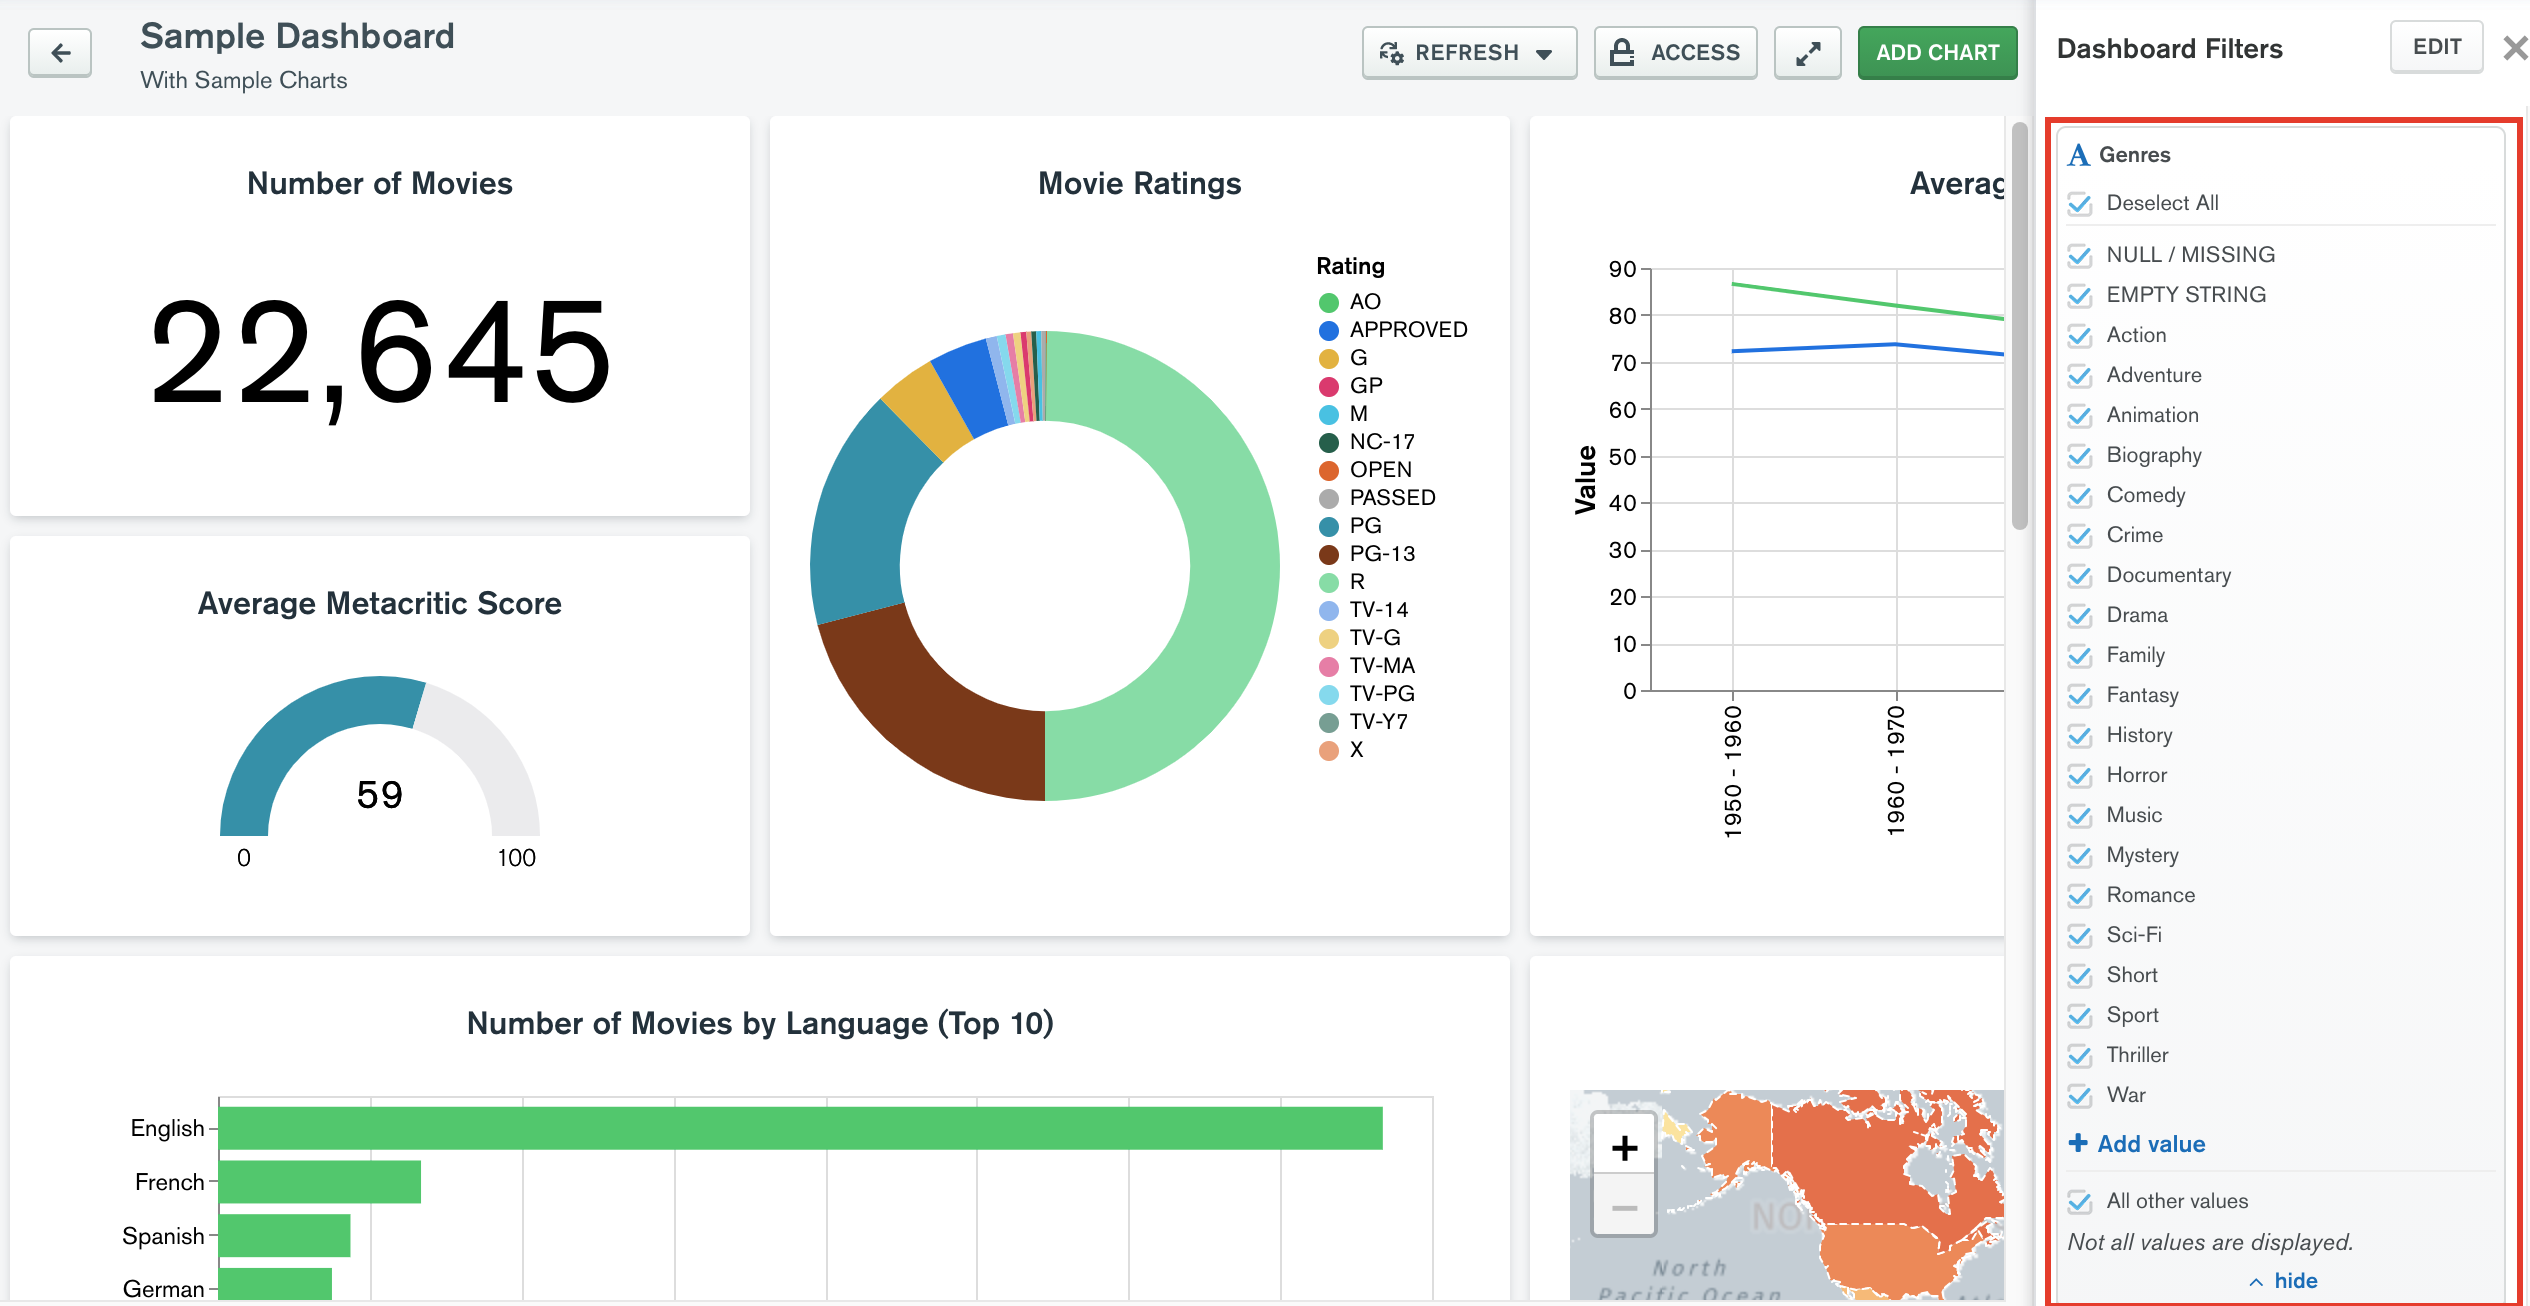 Sample Dashboard
With Sample Charts
REFRESH
ACCESS
ADD CHART
Dashboard Filters
EDIT
Number of Movies
22,645
Average Metacritic Score
59
0
100
Movie Ratings
Rating
AO
APPROVED
G
GP
M
NC-17
OPEN
PASSED
PG
PG-13
R
TV-14
TV-G
TV-MA
TV-PG
TV-Y7
X
Averag
90
80
70
60
50
40
30
20
10
0
Value
1950 - 1960
1960 - 1970
Number of Movies by Language (Top 10)
English
French
Spanish
German
+
−
NO
North
Pacific Ocean
A Genres
Deselect All
NULL / MISSING
EMPTY STRING
Action
Adventure
Animation
Biography
Comedy
Crime
Documentary
Drama
Family
Fantasy
History
Horror
Music
Mystery
Romance
Sci-Fi
Short
Sport
Thriller
War
+ Add value
All other values
Not all values are displayed.
hide